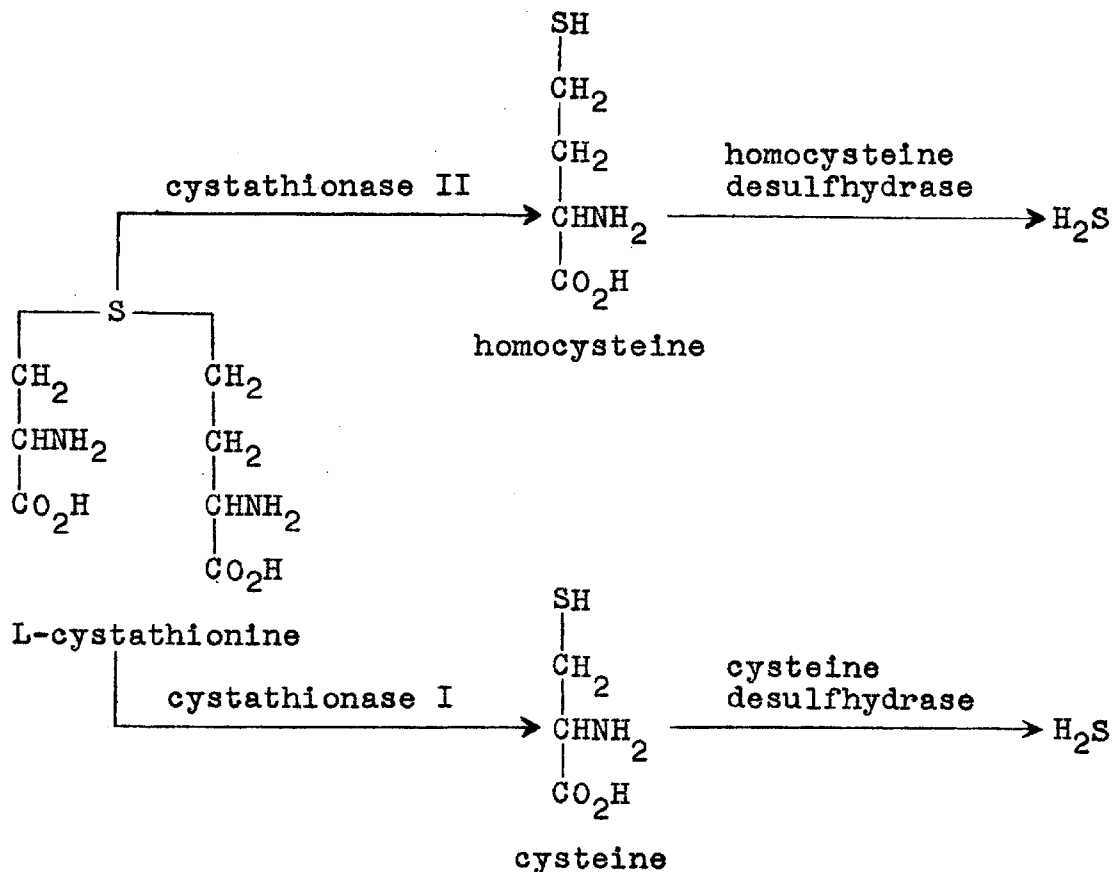 SH
CH2
CH2
cystathionase II
CHNH2
homocysteine
desulfhydrase
H2S
CO2H
homocysteine
S
CH2
CHNH2
CO2H
CH2
CH2
CHNH2
CO2H
L-cystathionine
cystathionase I
SH
CH2
CHNH2
cysteine
desulfhydrase
H2S
CO2H
cysteine